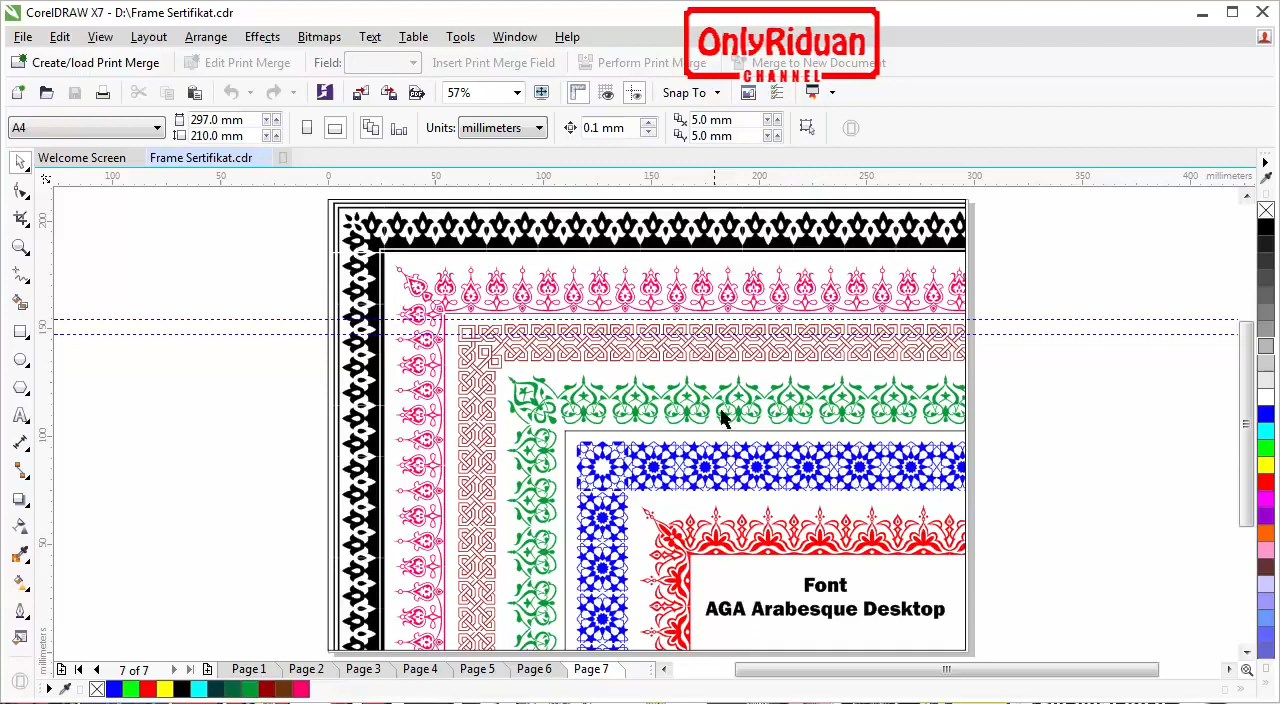 CorelDRAW X7 - D:\Frame Sertifikat.cdr
OnlyRiduan
CHANNEL
File Edit View Layout Arrange Effects Bitmaps Text Table Tools Window Help
Create/load Print Merge Edit Print Merge Field: Insert Print Merge Field Perform Print Merge Merge to New Document
57% Snap To
A4 297.0 mm 210.0 mm Units: millimeters 0.1 mm 5.0 mm 5.0 mm
Welcome Screen Frame Sertifikat.cdr
100 50 0 50 100 150 200 250 300 350 400 millimeters
200
150
100
50
millimeters
Font
AGA Arabesque Desktop
7 of 7 Page 1 Page 2 Page 3 Page 4 Page 5 Page 6 Page 7